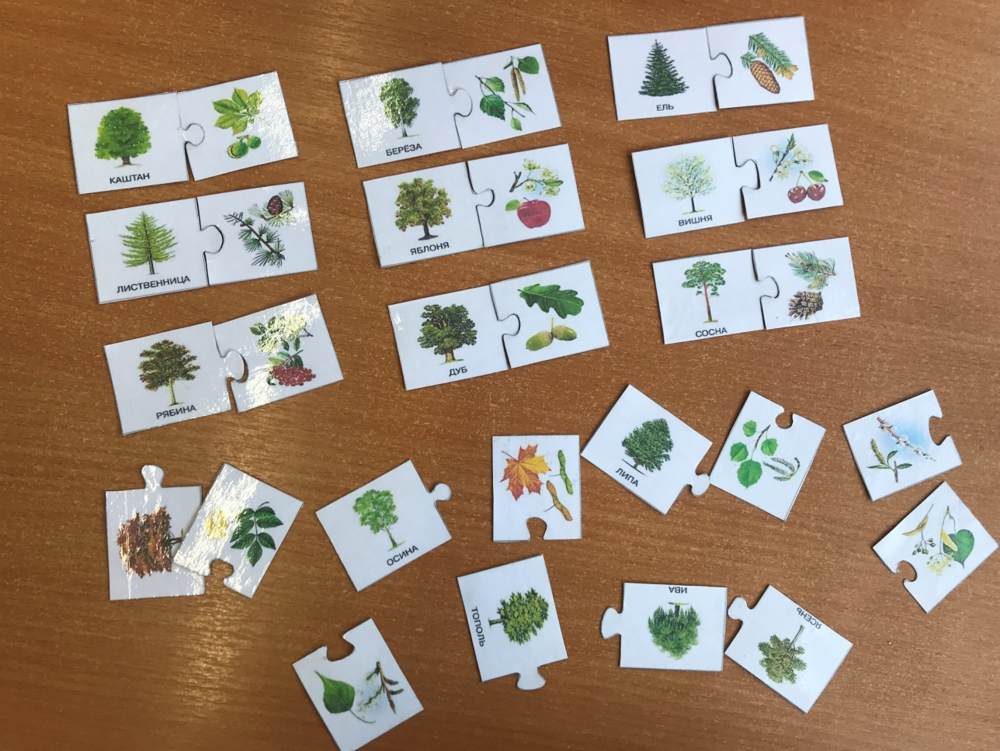 КАШТАН
БЕРЁЗА
ЕЛЬ
ЛИСТВЕННИЦА
ЯБЛОНЯ
ВИШНЯ
РЯБИНА
ДУБ
СОСНА
ЛИПА
ОСИНА
ТОПОЛЬ
ИВА
ЯСЕНЬ